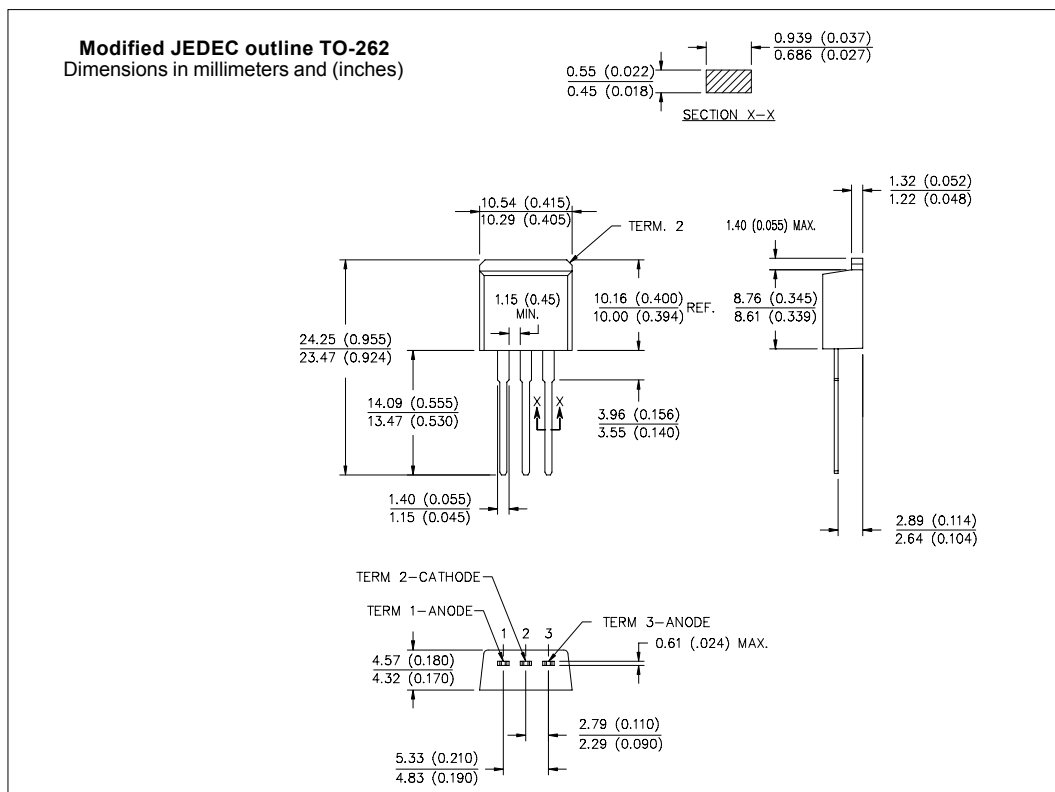 Modified JEDEC outline TO-262
Dimensions in millimeters and (inches)
0.939 (0.037)
0.686 (0.027)
0.55 (0.022)
0.45 (0.018)
SECTION X-X
1.32 (0.052)
1.22 (0.048)
10.54 (0.415)
10.29 (0.405)
TERM. 2
1.40 (0.055) MAX.
1.15 (0.45)
MIN.
10.16 (0.400)
10.00 (0.394)
REF.
8.76 (0.345)
8.61 (0.339)
24.25 (0.955)
23.47 (0.924)
14.09 (0.555)
13.47 (0.530)
X X
3.96 (0.156)
3.55 (0.140)
1.40 (0.055)
1.15 (0.045)
2.89 (0.114)
2.64 (0.104)
TERM 2-CATHODE
TERM 1-ANODE
TERM 3-ANODE
1 2 3
0.61 (.024) MAX.
4.57 (0.180)
4.32 (0.170)
2.79 (0.110)
2.29 (0.090)
5.33 (0.210)
4.83 (0.190)